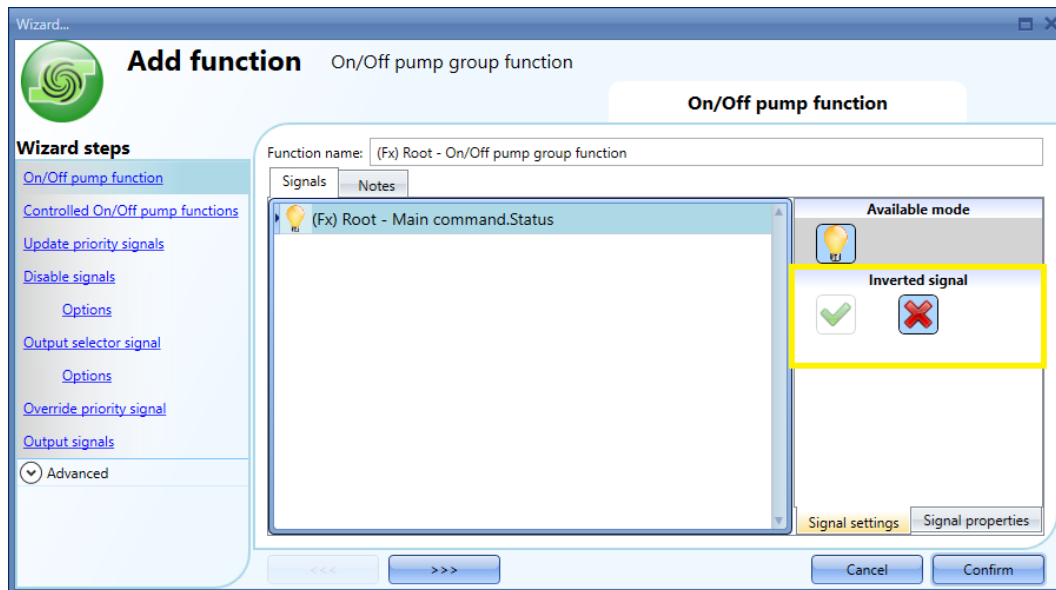 Wizard...
Add function On/Off pump group function
On/Off pump function
Wizard steps
On/Off pump function
Controlled On/Off pump functions
Update priority signals
Disable signals
Options
Output selector signal
Options
Override priority signal
Output signals
Advanced
Function name: (Fx) Root - On/Off pump group function
Signals Notes
(Fx) Root - Main command.Status
Available mode
Inverted signal
Signal settings Signal properties
<<< >>> Cancel Confirm